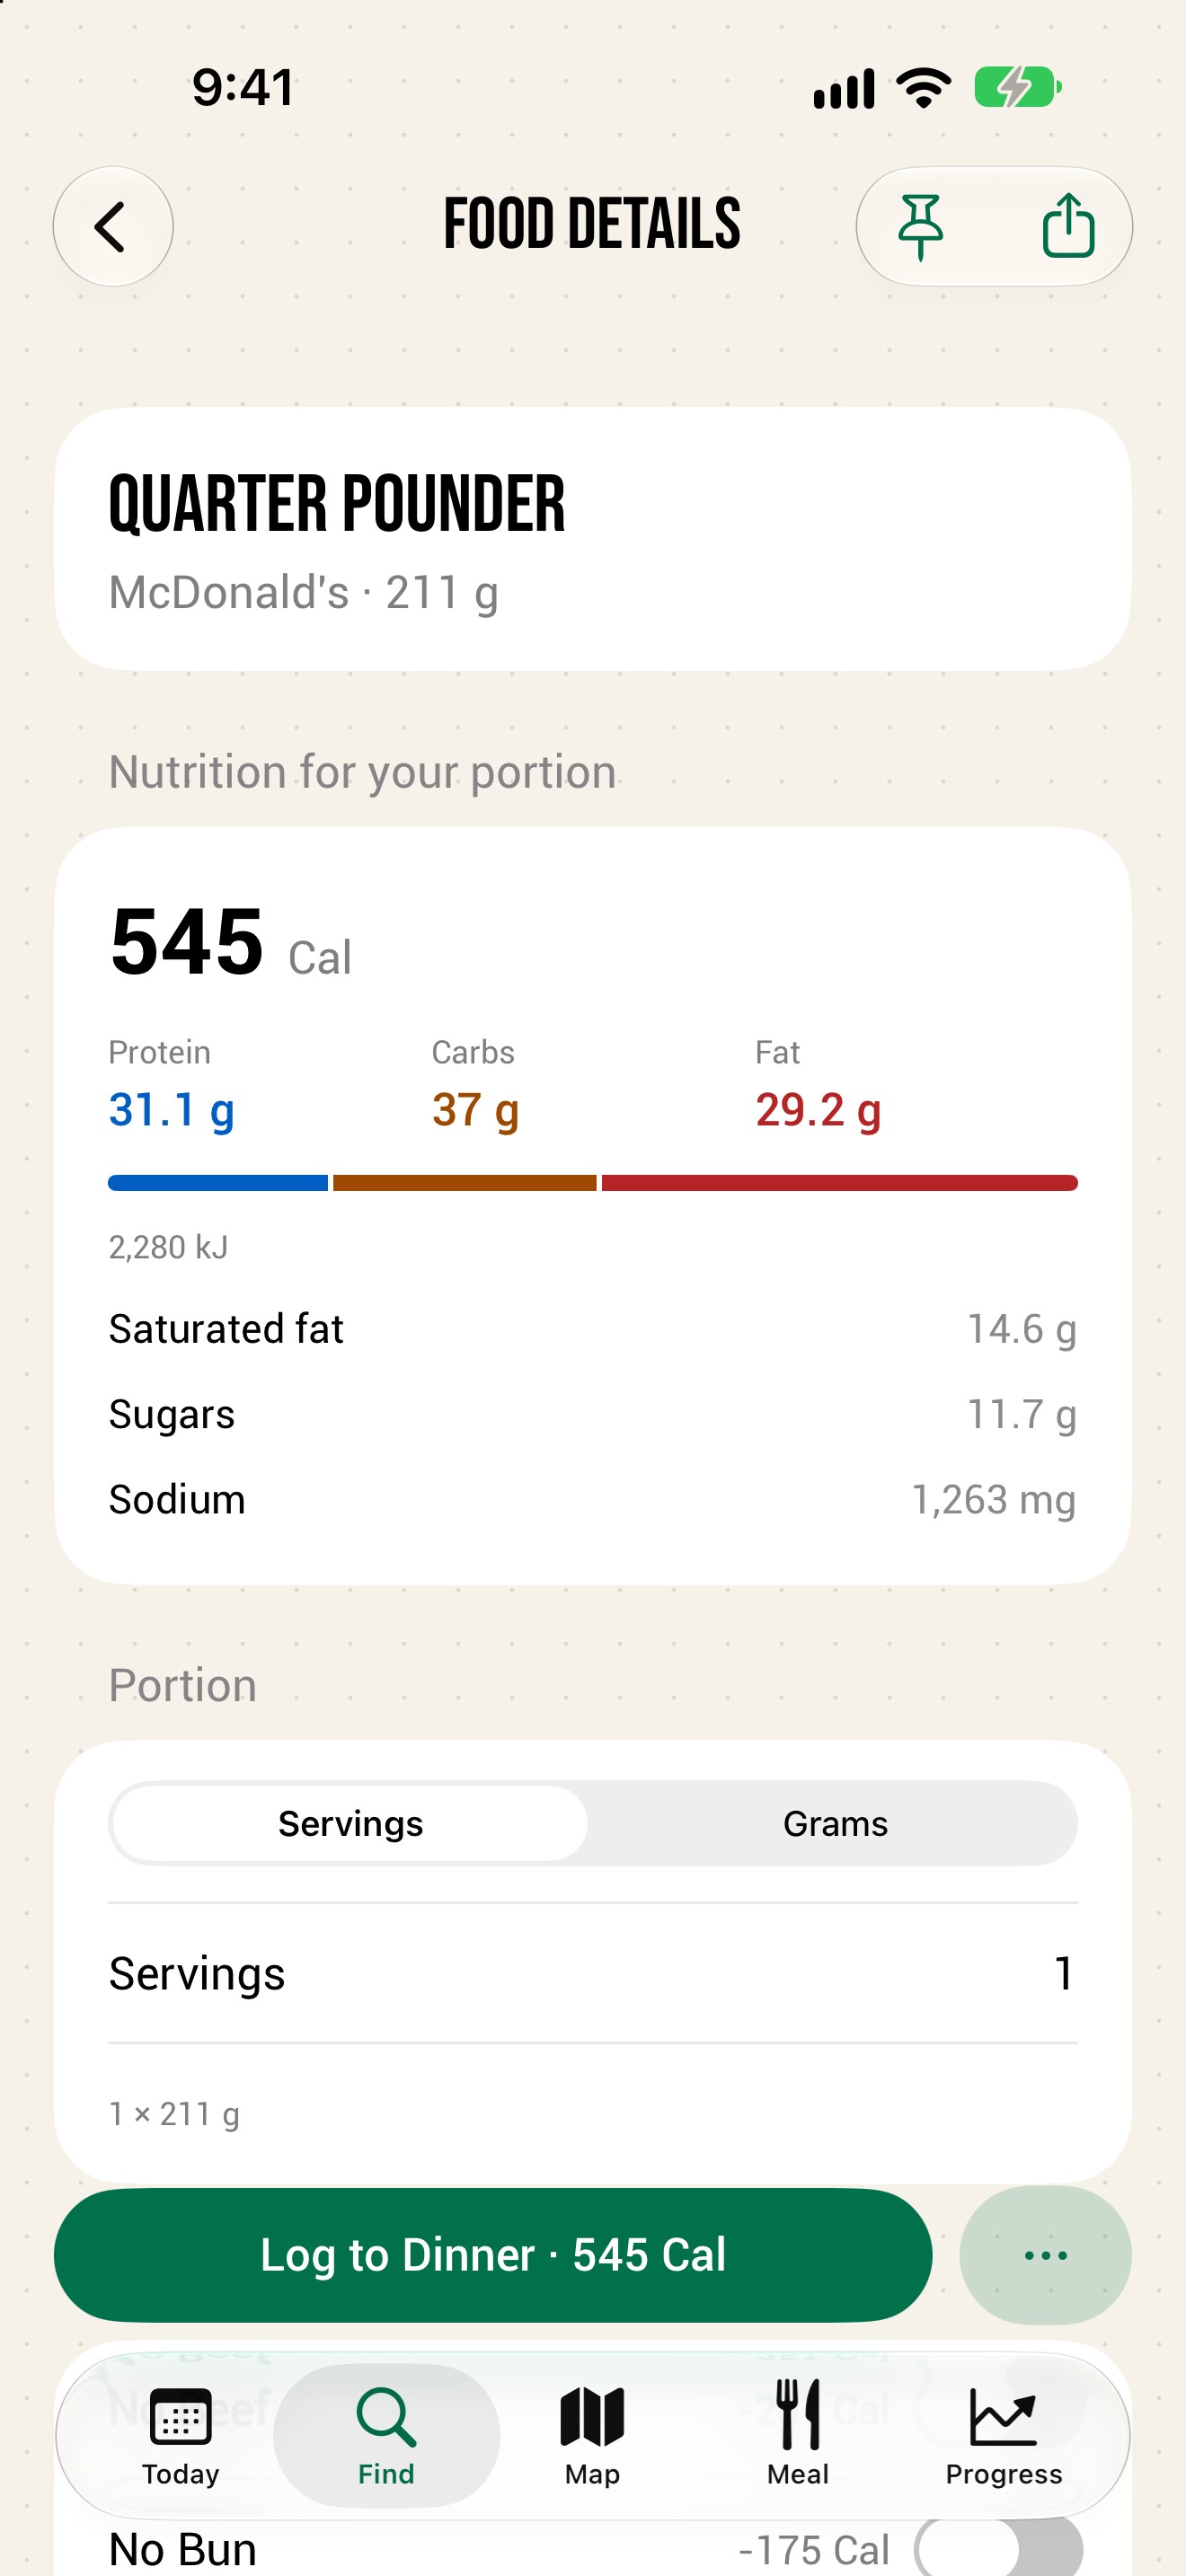 9:41
FOOD DETAILS
QUARTER POUNDER
McDonald's · 211 g
Nutrition for your portion
545 Cal
Protein Carbs Fat
31.1 g 37 g 29.2 g
2,280 kJ
Saturated fat 14.6 g
Sugars 11.7 g
Sodium 1,263 mg
Portion
Servings Grams
Servings 1
1 × 211 g
Log to Dinner · 545 Cal
Today Find Map Meal Progress
No Bun -175 Cal